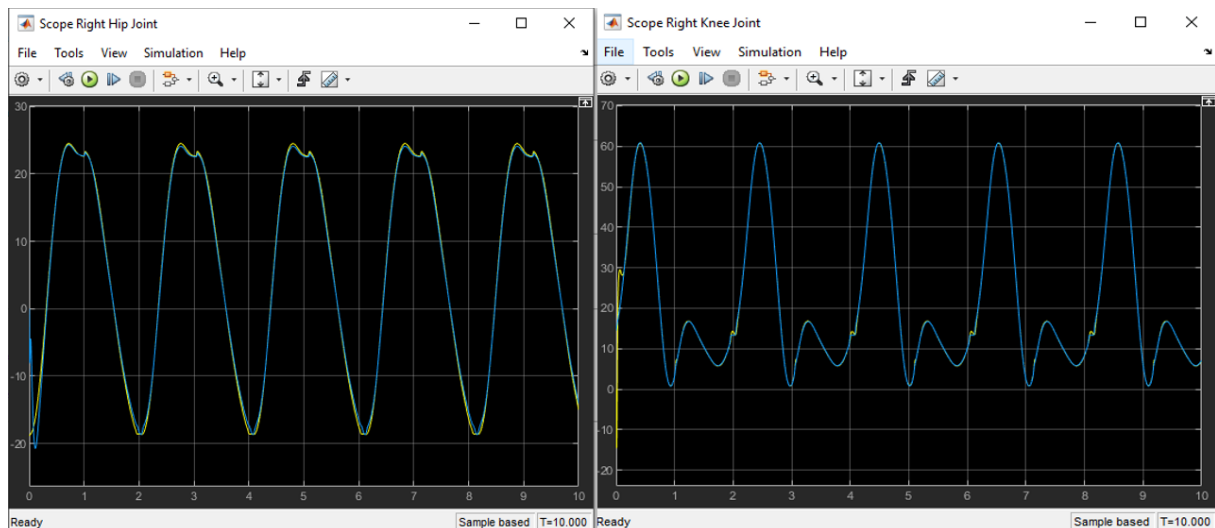 Scope Right Hip Joint
File Tools View Simulation Help
30
20
10
0
-10
-20
0 1 2 3 4 5 6 7 8 9 10
Ready Sample based T=10.000
Scope Right Knee Joint
File Tools View Simulation Help
70
60
50
40
30
20
10
0
-10
-20
0 1 2 3 4 5 6 7 8 9 10
Ready Sample based T=10.000